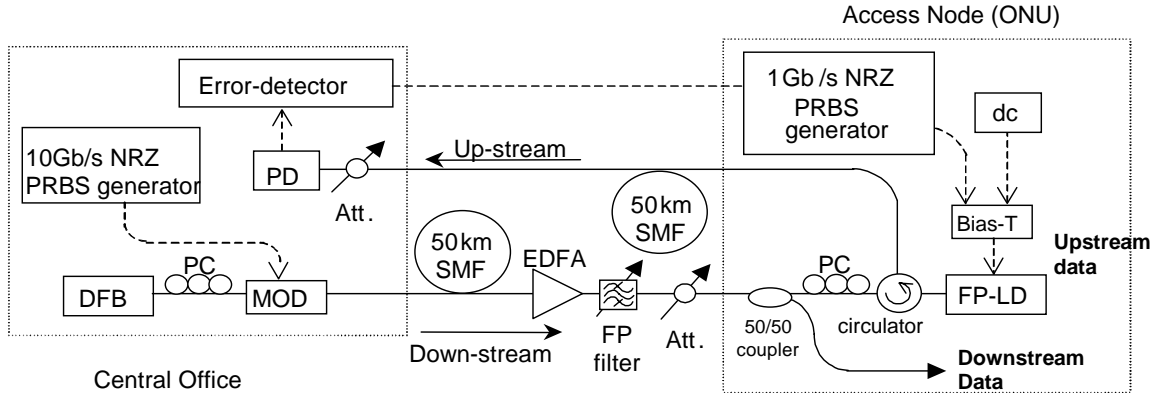 Access Node (ONU)
Error-detector
1Gb/s NRZ
PRBS
generator
dc
10Gb/s NRZ
PRBS generator
PD
Att.
Up-stream
50km
SMF
50km
SMF
Bias-T
Upstream
data
DFB
PC
MOD
EDFA
PC
FP-LD
Down-stream
FP
filter
Att.
50/50
coupler
circulator
Downstream
Data
Central Office